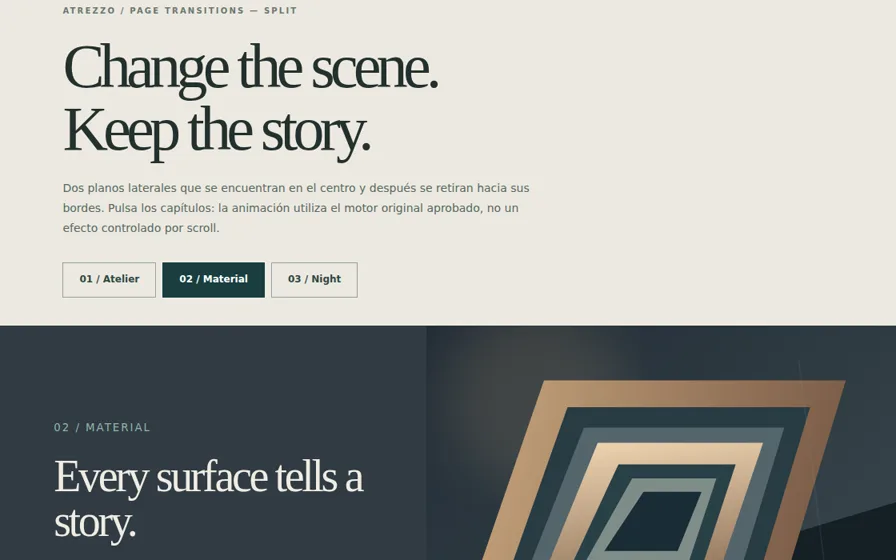 ATREZZO / PAGE TRANSITIONS — SPLIT
Change the scene.
Keep the story.
Dos planos laterales que se encuentran en el centro y después se retiran hacia sus
bordes. Pulsa los capítulos: la animación utiliza el motor original aprobado, no un
efecto controlado por scroll.
01 / Atelier
02 / Material
03 / Night
02 / MATERIAL
Every surface tells a
story.